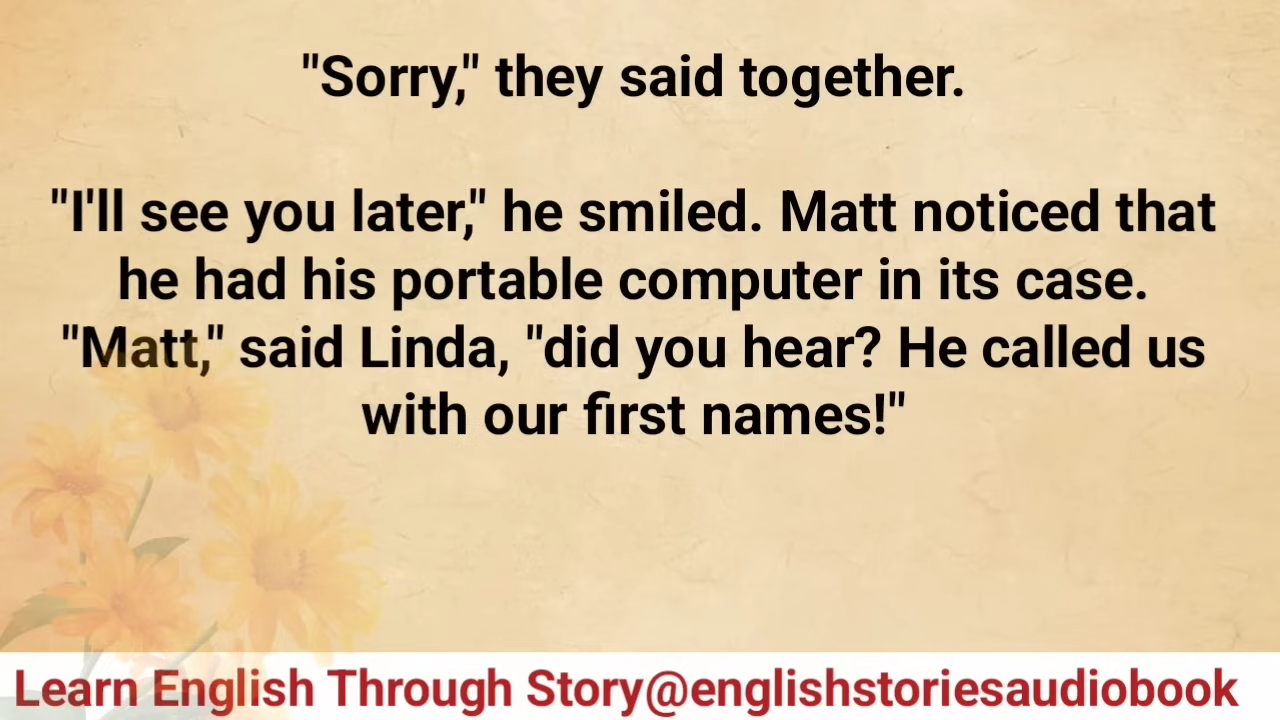 "Sorry," they said together.
"I'll see you later," he smiled. Matt noticed that
he had his portable computer in its case.
"Matt," said Linda, "did you hear? He called us
with our first names!"
Learn English Through Story@englishstoriesaudiobook